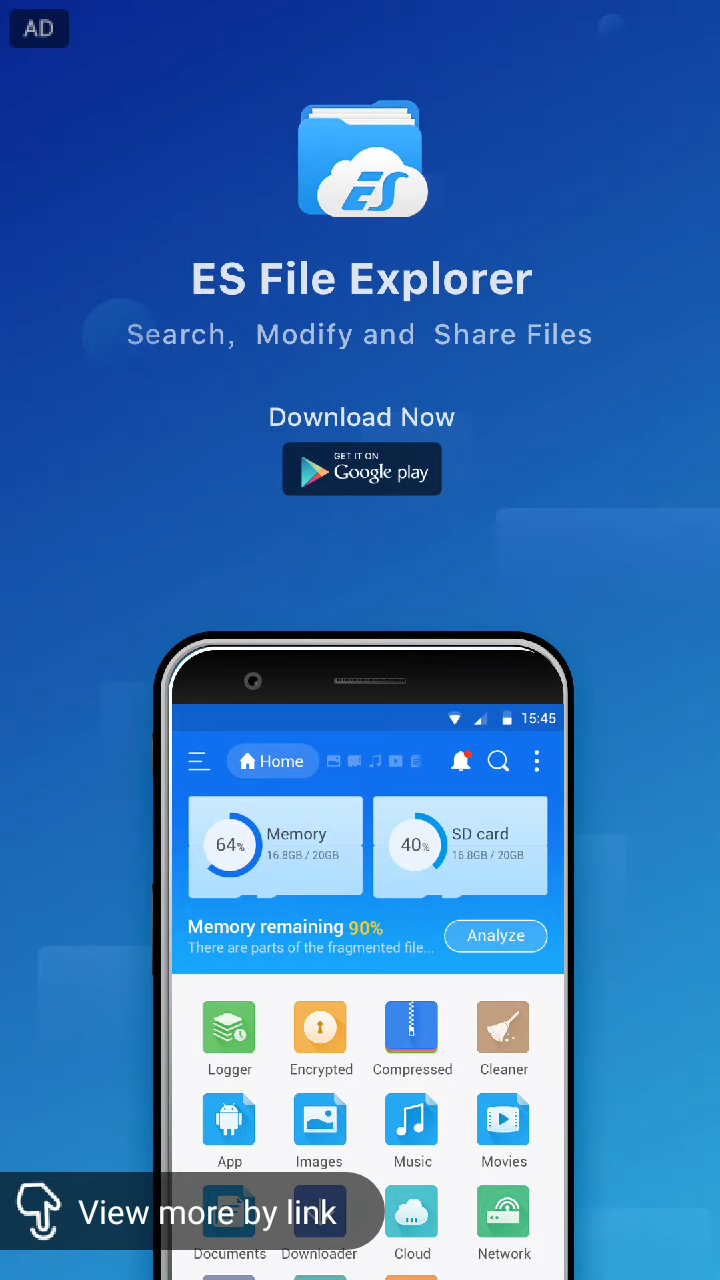 AD
ES
ES File Explorer
Search, Modify and Share Files
Download Now
GET IT ON
Google play
15:45
Home
64% Memory
16.8GB / 20GB
40% SD card
16.8GB / 20GB
Memory remaining 90%
There are parts of the fragmented file...
Analyze
Logger Encrypted Compressed Cleaner
App Images Music Movies
View more by link
Documents Downloader Cloud Network